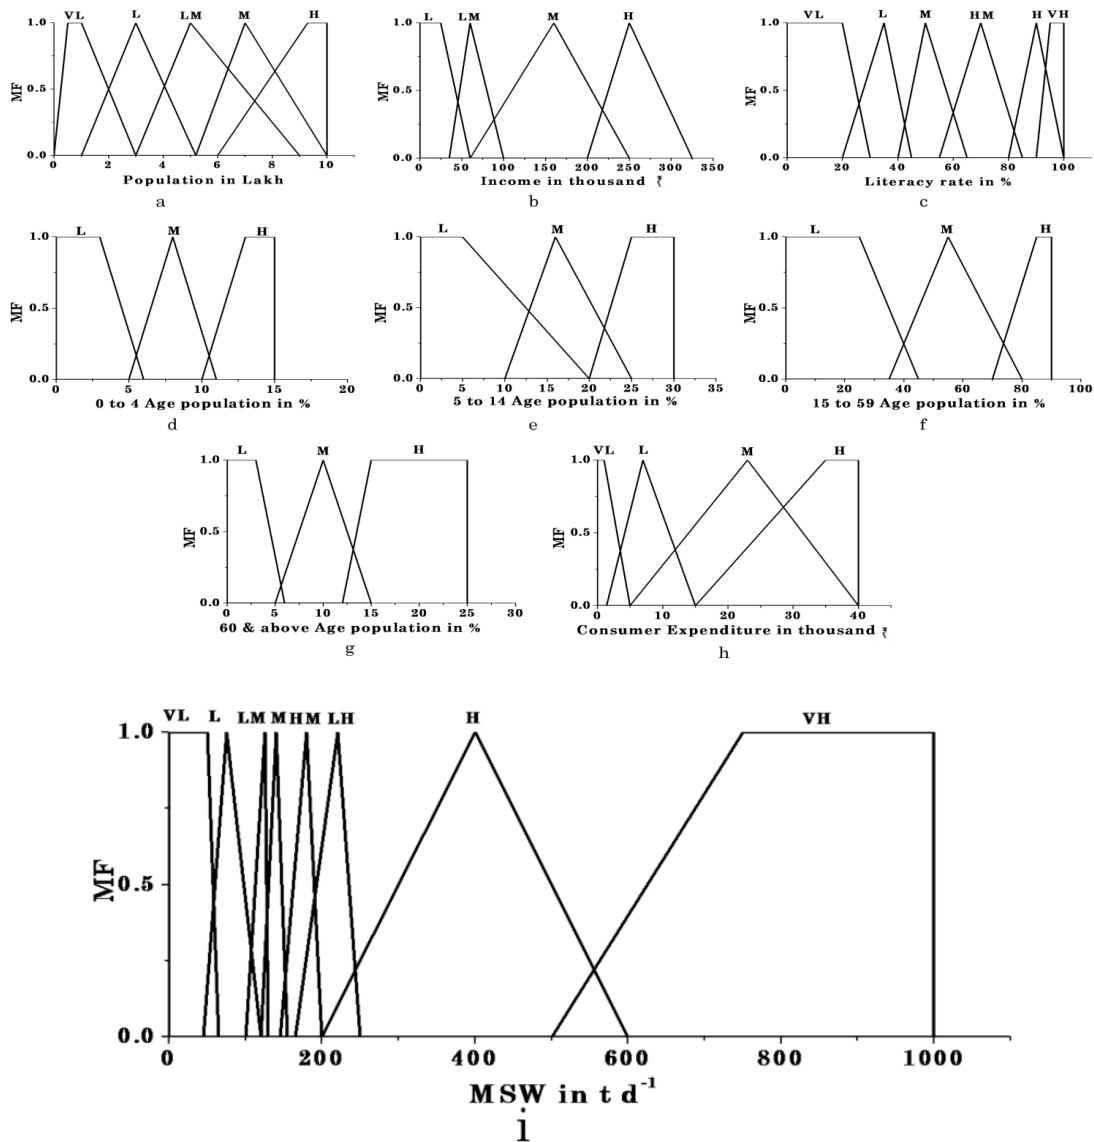 VL L LM M H
1.0
0.5
0.0
MF
0 2 4 6 8 10
Population in Lakh
a
L LM M H
1.0
0.5
0.0
MF
0 50 100 150 200 250 300 350
Income in thousand ₹
b
VL L M HM H VH
1.0
0.5
0.0
MF
0 20 40 60 80 100
Literacy rate in %
c
L M H
1.0
0.5
0.0
MF
0 5 10 15 20
0 to 4 Age population in %
d
L M H
1.0
0.5
0.0
MF
0 5 10 15 20 25 30 35
5 to 14 Age population in %
e
L M H
1.0
0.5
0.0
MF
0 20 40 60 80 100
15 to 59 Age population in %
f
L M H
1.0
0.5
0.0
MF
0 5 10 15 20 25 30
60 & above Age population in %
g
VL L M H
1.0
0.5
0.0
MF
0 10 20 30 40
Consumer Expenditure in thousand ₹
h
VL L LM M HM LH H VH
1.0
0.5
0.0
MF
0 200 400 600 800 1000
MSW in t d⁻¹
i